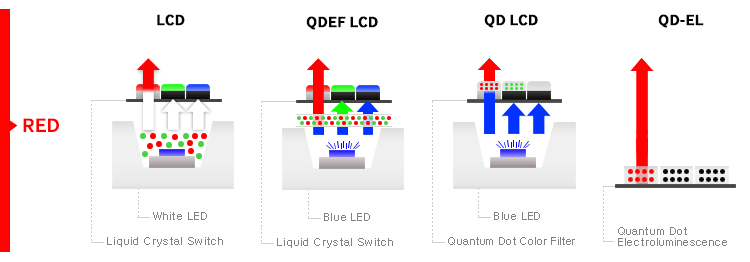 LCD
QDEF LCD
QD LCD
QD-EL
RED
White LED
Liquid Crystal Switch
Blue LED
Liquid Crystal Switch
Blue LED
Quantum Dot Color Filter
Quantum Dot
Electroluminescence